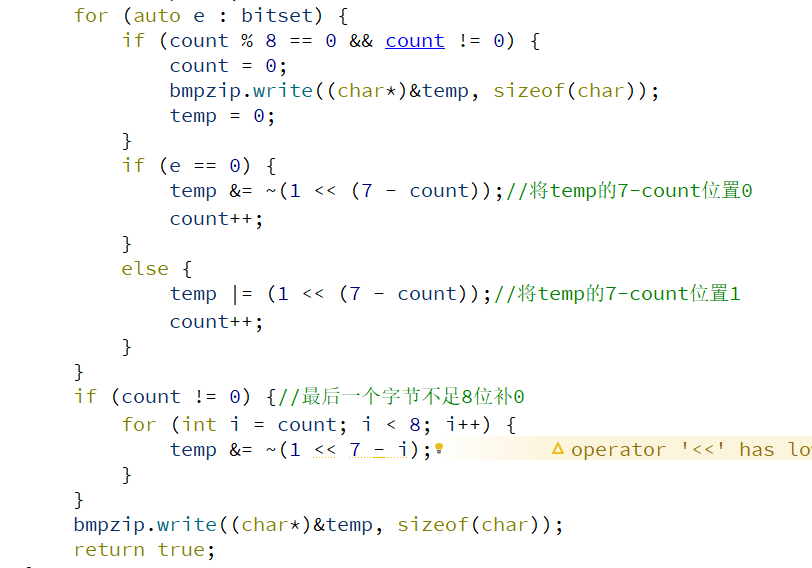 for (auto e : bitset) {
if (count % 8 == 0 && count != 0) {
count = 0;
bmpzip.write((char*)&temp, sizeof(char));
temp = 0;
}
if (e == 0) {
temp &= ~(1 << (7 - count));//将temp的7-count位置0
count++;
}
else {
temp |= (1 << (7 - count));//将temp的7-count位置1
count++;
}
}
if (count != 0) {//最后一个字节不足8位补0
for (int i = count; i < 8; i++) {
temp &= ~(1 << 7 - i); operator '<<' has lo
}
}
bmpzip.write((char*)&temp, sizeof(char));
return true;